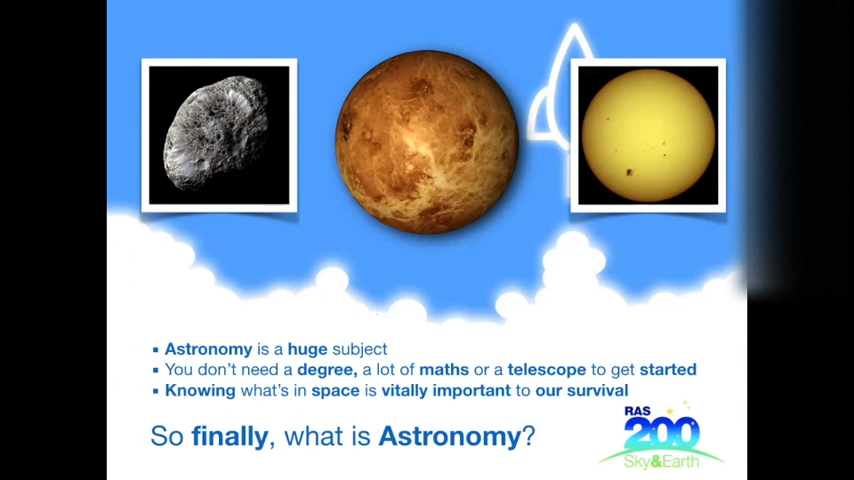 ▪ Astronomy is a huge subject
▪ You don't need a degree, a lot of maths or a telescope to get started
▪ Knowing what's in space is vitally important to our survival
So finally, what is Astronomy?
RAS
200
Sky&Earth